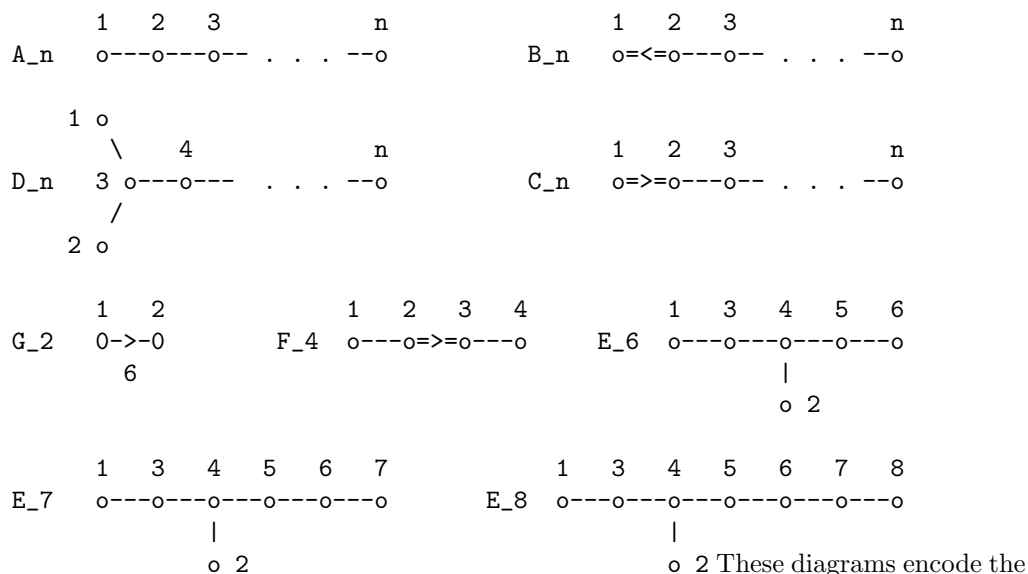 1   2   3           n                     1   2   3           n
A_n   o---o---o-- . . . --o              B_n   o=<=o---o-- . . . --o
    1 o
       \    4             n                     1   2   3           n
D_n   3 o---o---  . . . --o              C_n   o=>=o---o-- . . . --o
       /
    2 o
      1   2              1   2   3   4              1   3   4   5   6
G_2   0->-0        F_4   o---o=>=o---o        E_6   o---o---o---o---o
        6                                                   |
                                                            o 2
      1   3   4   5   6   7                  1   3   4   5   6   7   8
E_7   o---o---o---o---o---o            E_8   o---o---o---o---o---o---o
              |                                      |
              o 2                                    o 2 These diagrams encode the